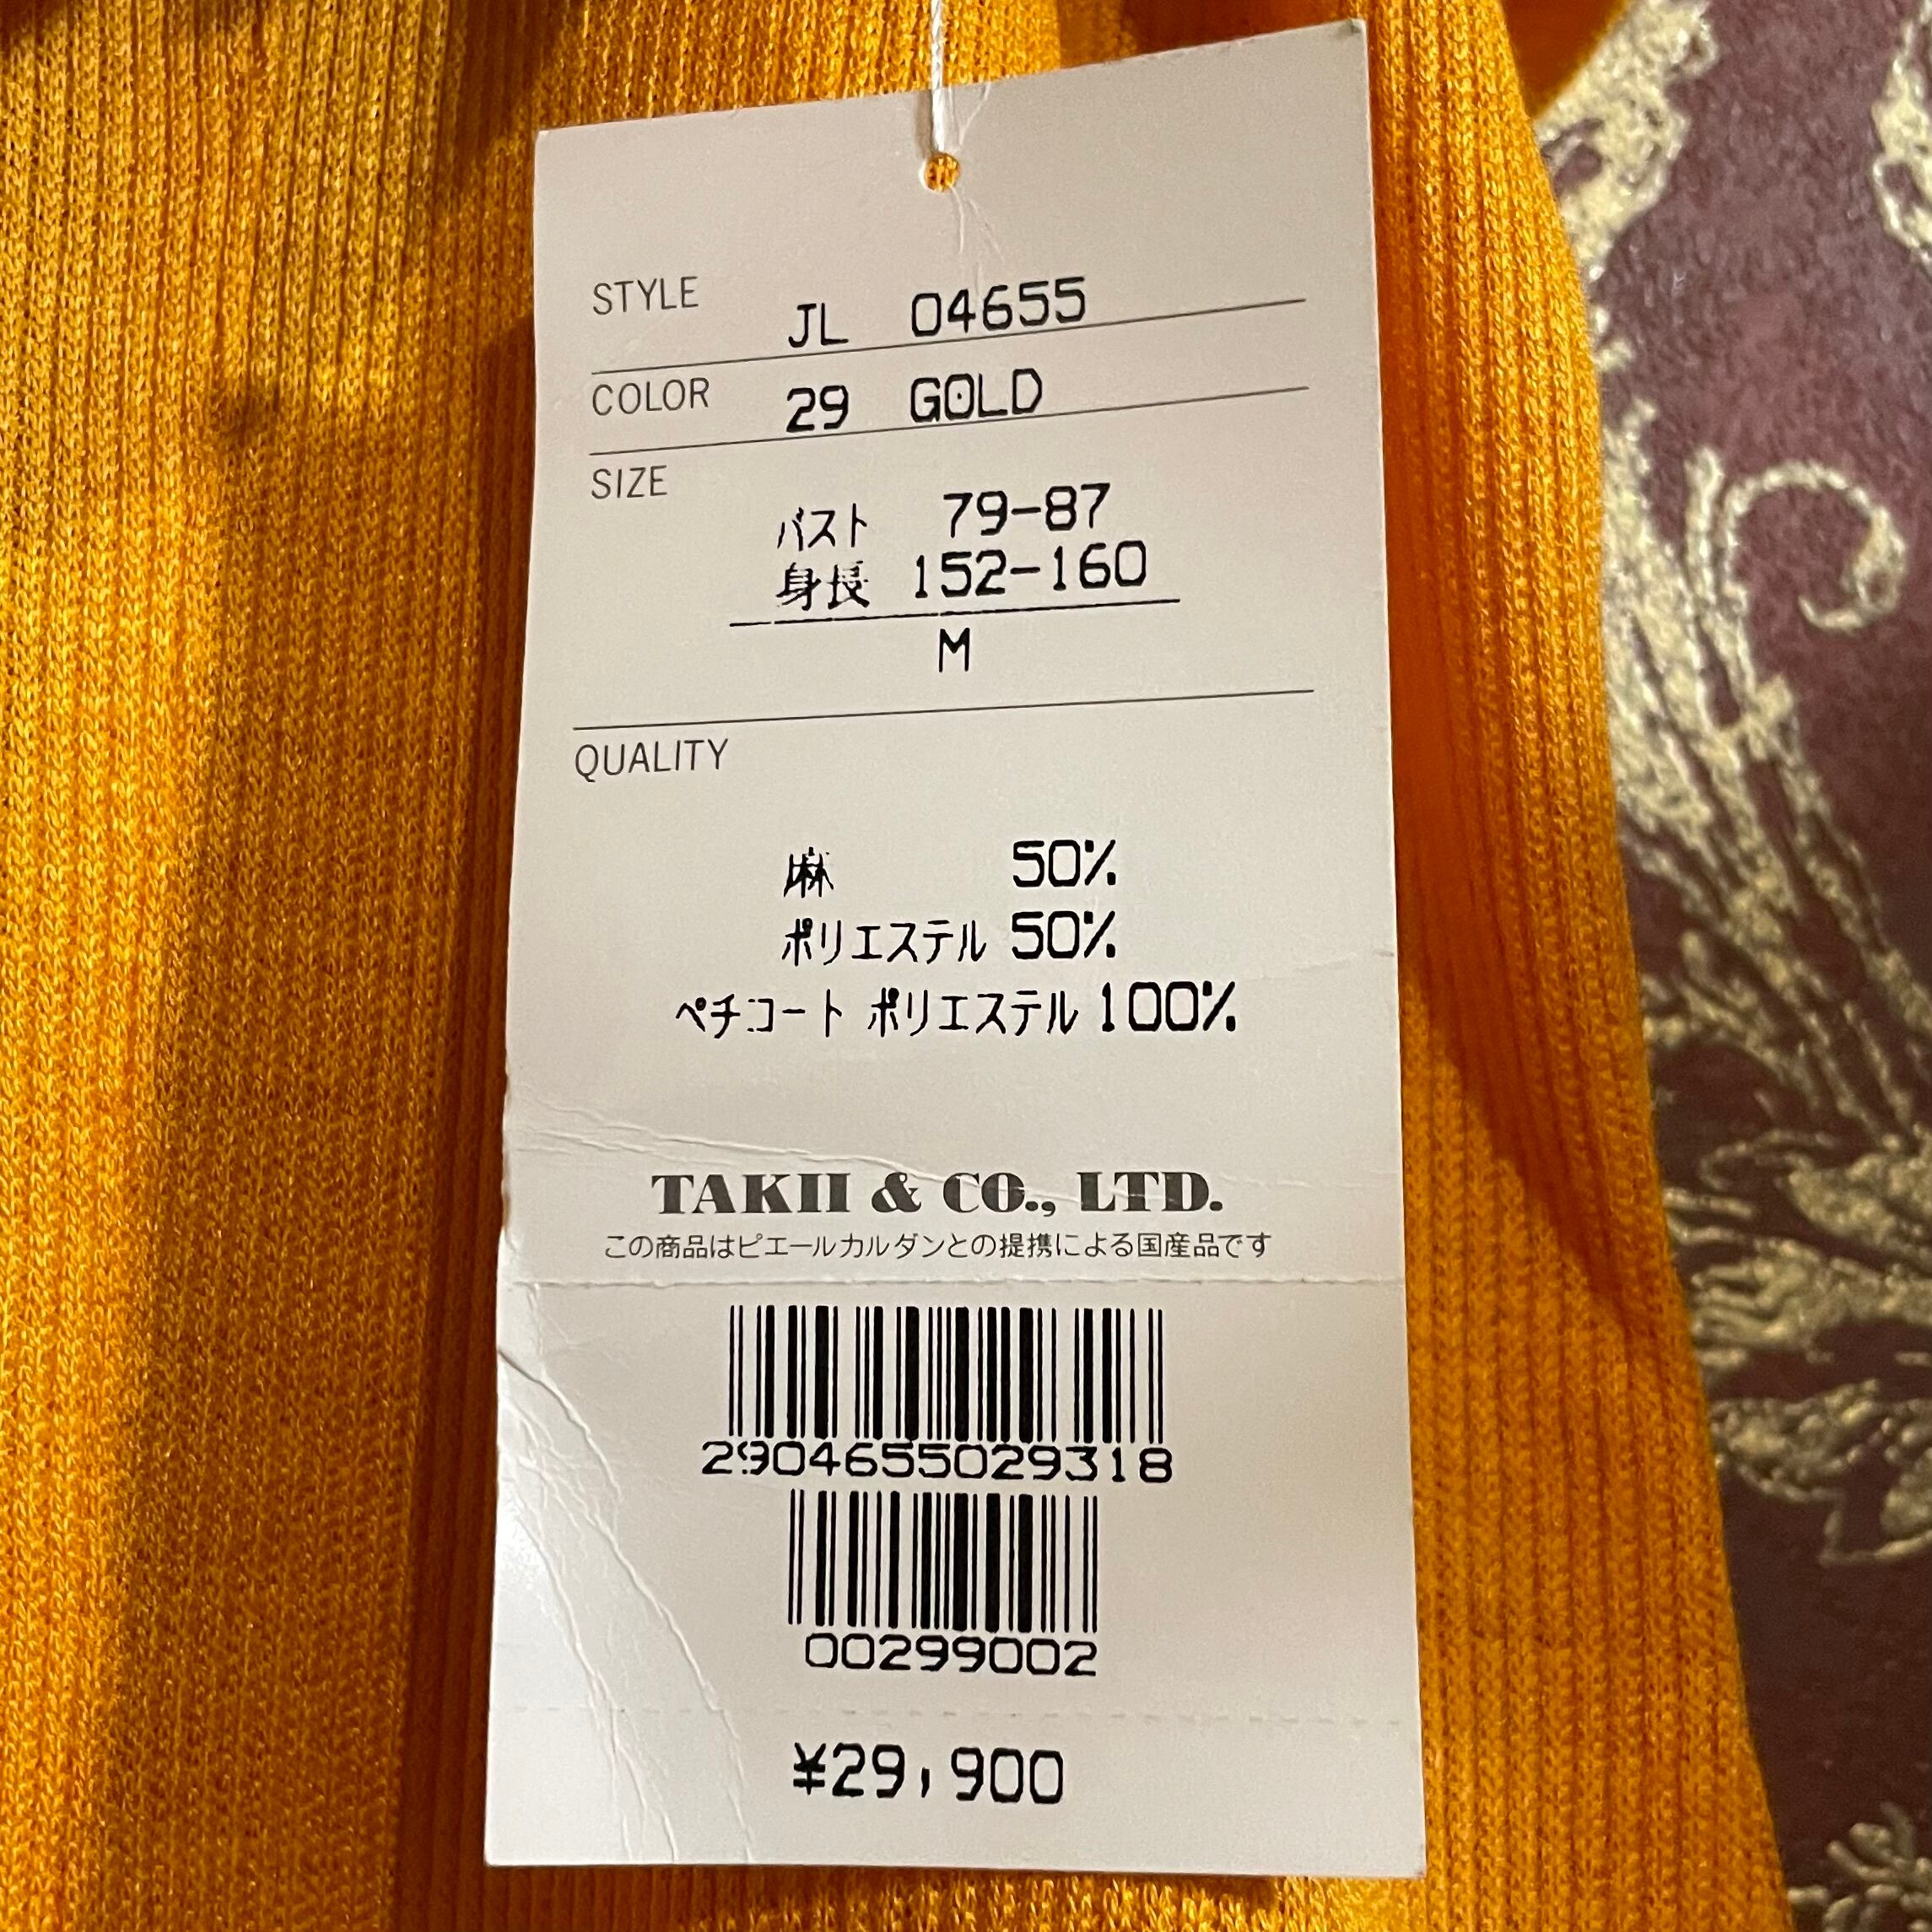 STYLE JL 04655
COLOR 29 GOLD
SIZE
バスト 79-87
身長 152-160
M
QUALITY
麻 50%
ポリエステル 50%
ペチコート ポリエステル 100%
TAKII & CO., LTD.
この商品はピエールカルダンとの提携による国産品です
2904655029318
00299002
¥29,900